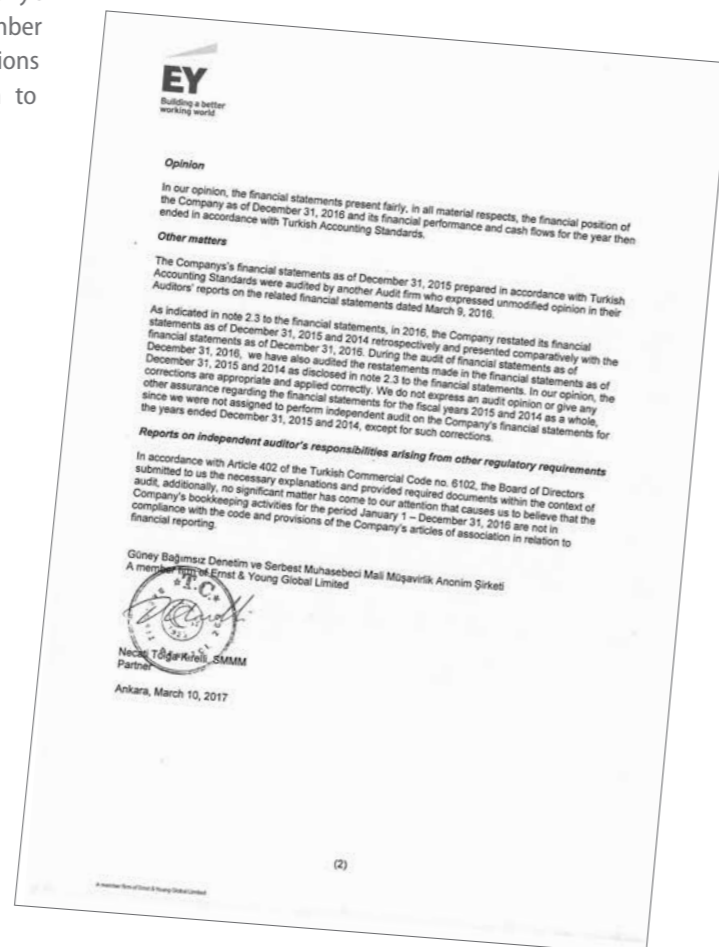 mber
ions
to
EY
Building a better
working world
Opinion
In our opinion, the financial statements present fairly, in all material respects, the financial position of
the Company as of December 31, 2016 and its financial performance and cash flows for the year then
ended in accordance with Turkish Accounting Standards.
Other matters
The Companys's financial statements as of December 31, 2015 prepared in accordance with Turkish
Accounting Standards were audited by another Audit firm who expressed unmodified opinion in their
Auditors' reports on the related financial statements dated March 9, 2016.
As indicated in note 2.3 to the financial statements, in 2016, the Company restated its financial
statements as of December 31, 2015 and 2014 retrospectively and presented comparatively with the
financial statements as of December 31, 2016. During the audit of financial statements as of
December 31, 2016, we have also audited the restatements made in the financial statements as of
December 31, 2015 and 2014 as disclosed in note 2.3 to the financial statements. In our opinion, the
corrections are appropriate and applied correctly. We do not express an audit opinion or give any
other assurance regarding the financial statements for the fiscal years 2015 and 2014 as a whole,
since we were not assigned to perform independent audit on the Company's financial statements for
the years ended December 31, 2015 and 2014, except for such corrections.
Reports on independent auditor's responsibilities arising from other regulatory requirements
In accordance with Article 402 of the Turkish Commercial Code no. 6102, the Board of Directors
submitted to us the necessary explanations and provided required documents within the context of
audit, additionally, no significant matter has come to our attention that causes us to believe that the
Company's bookkeeping activities for the period January 1 – December 31, 2016 are not in
compliance with the code and provisions of the Company's articles of association in relation to
financial reporting.
Güney Bağımsız Denetim ve Serbest Muhasebeci Mali Müşavirlik Anonim Şirketi
A member firm of Ernst & Young Global Limited
T.C.
Necati Tolga Kırelli, SMMM
Partner
Ankara, March 10, 2017
(2)
A member firm of Ernst & Young Global Limited